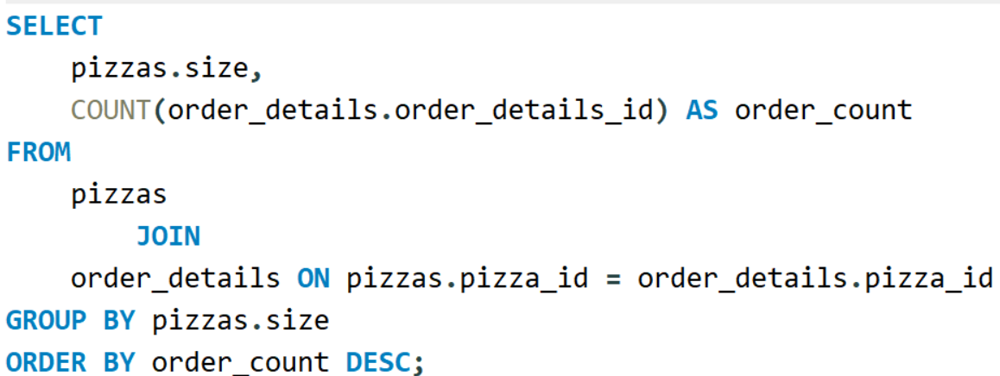 SELECT
    pizzas.size,
    COUNT(order_details.order_details_id) AS order_count
FROM
    pizzas
        JOIN
    order_details ON pizzas.pizza_id = order_details.pizza_id
GROUP BY pizzas.size
ORDER BY order_count DESC;